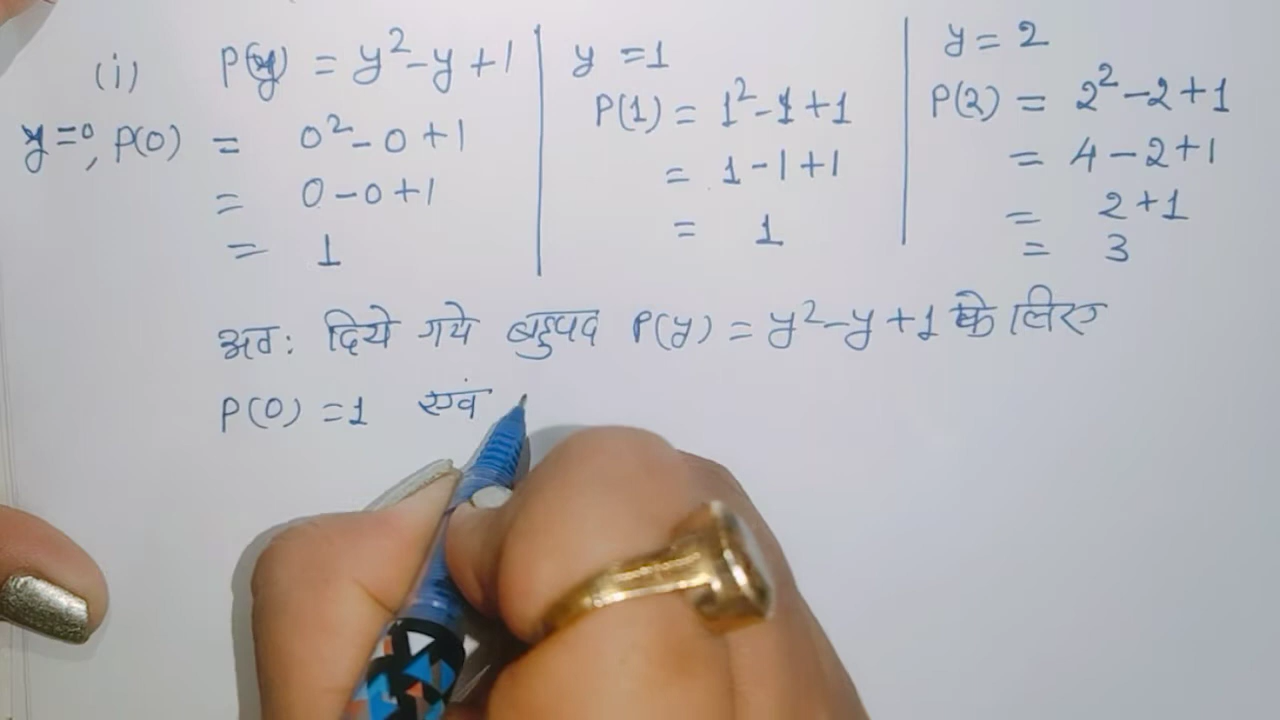 (i) P(y) = y²-y+1
y=0, P(0) = 0²-0+1
= 0-0+1
= 1
y =1
P(1) = 1²-1+1
= 1-1+1
= 1
y = 2
P(2) = 2²-2+1
= 4-2+1
= 2+1
= 3
अतः दिये गये बहुपद P(y) = y²-y+1 के लिए
P(0) =1 एवं